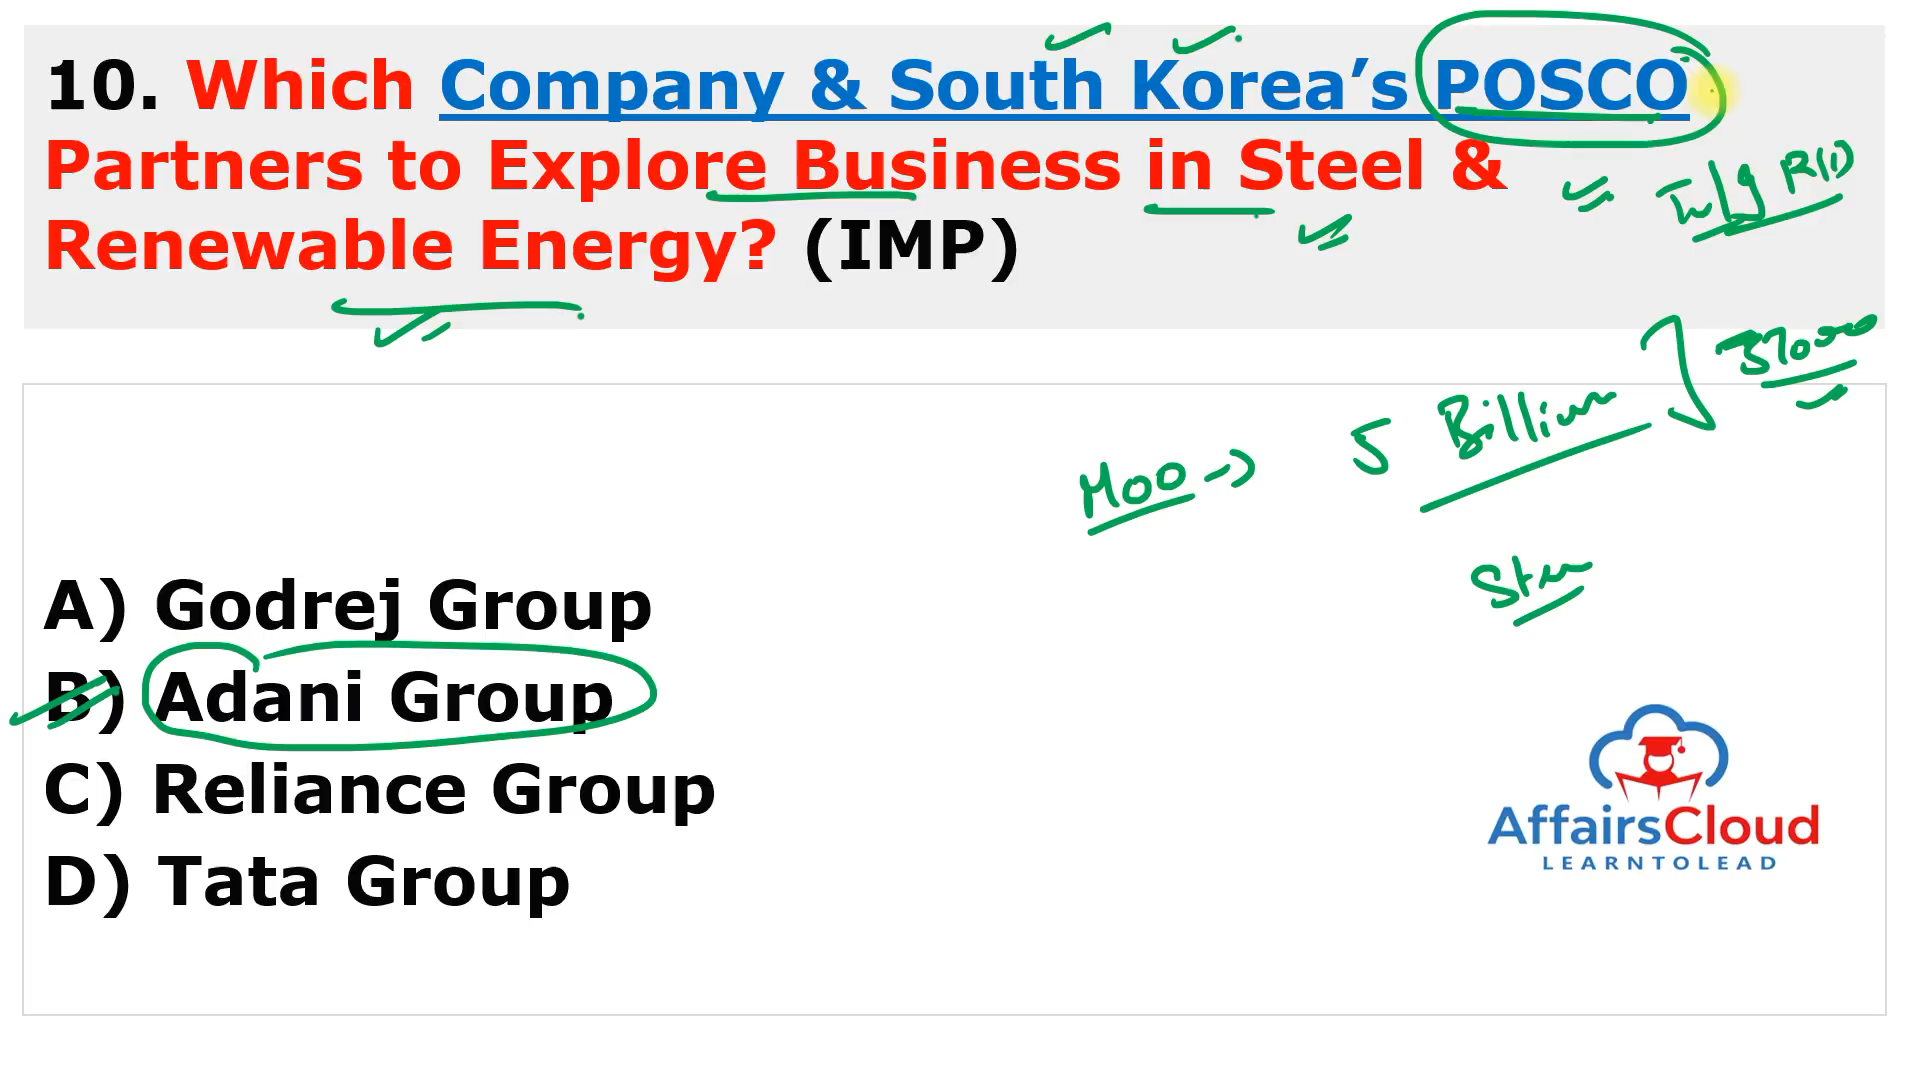 10. Which Company & South Korea’s POSCO
Partners to Explore Business in Steel &
Renewable Energy? (IMP)
37000
5 Billion
MOO →
A) Godrej Group
B) Adani Group
C) Reliance Group
D) Tata Group
AffairsCloud
LEARNTOLEAD